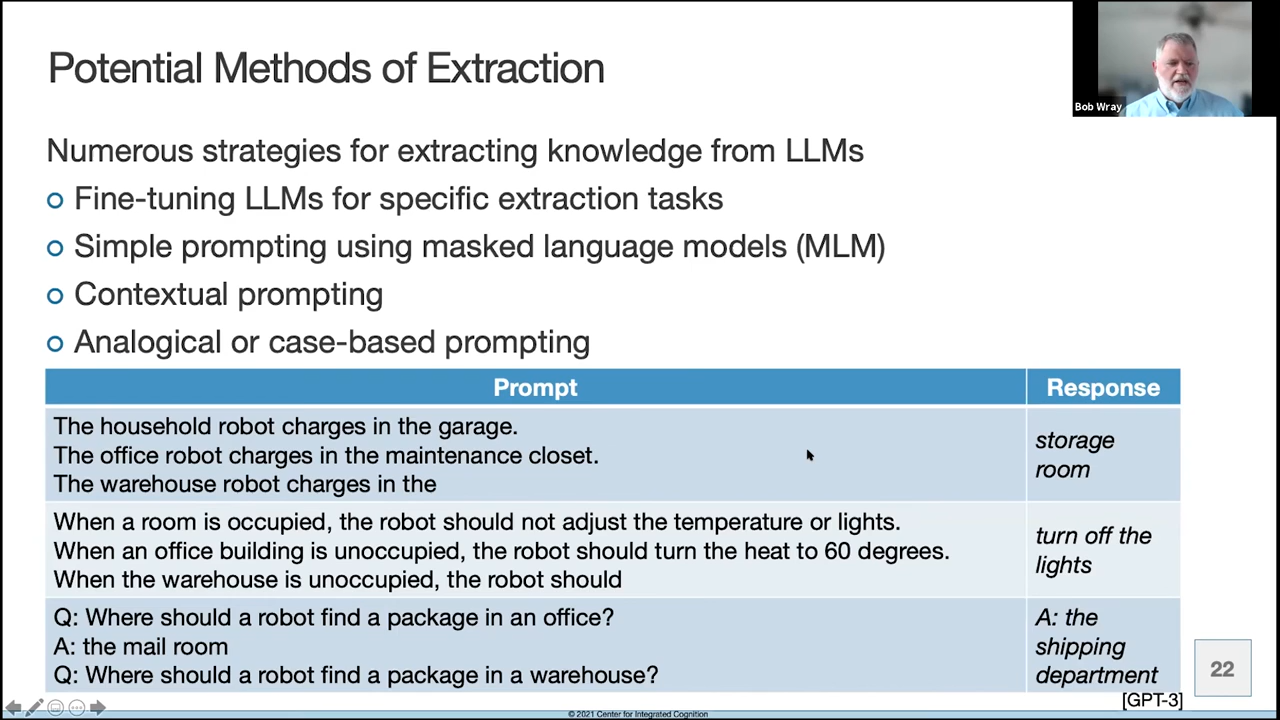 Potential Methods of Extraction
Bob Wray
Numerous strategies for extracting knowledge from LLMs
Fine-tuning LLMs for specific extraction tasks
Simple prompting using masked language models (MLM)
Contextual prompting
Analogical or case-based prompting
Prompt
Response
The household robot charges in the garage.
The office robot charges in the maintenance closet.
The warehouse robot charges in the
storage
room
When a room is occupied, the robot should not adjust the temperature or lights.
When an office building is unoccupied, the robot should turn the heat to 60 degrees.
When the warehouse is unoccupied, the robot should
turn off the
lights
Q: Where should a robot find a package in an office?
A: the mail room
Q: Where should a robot find a package in a warehouse?
A: the
shipping
department
22
[GPT-3]
© 2021 Center for Integrated Cognition